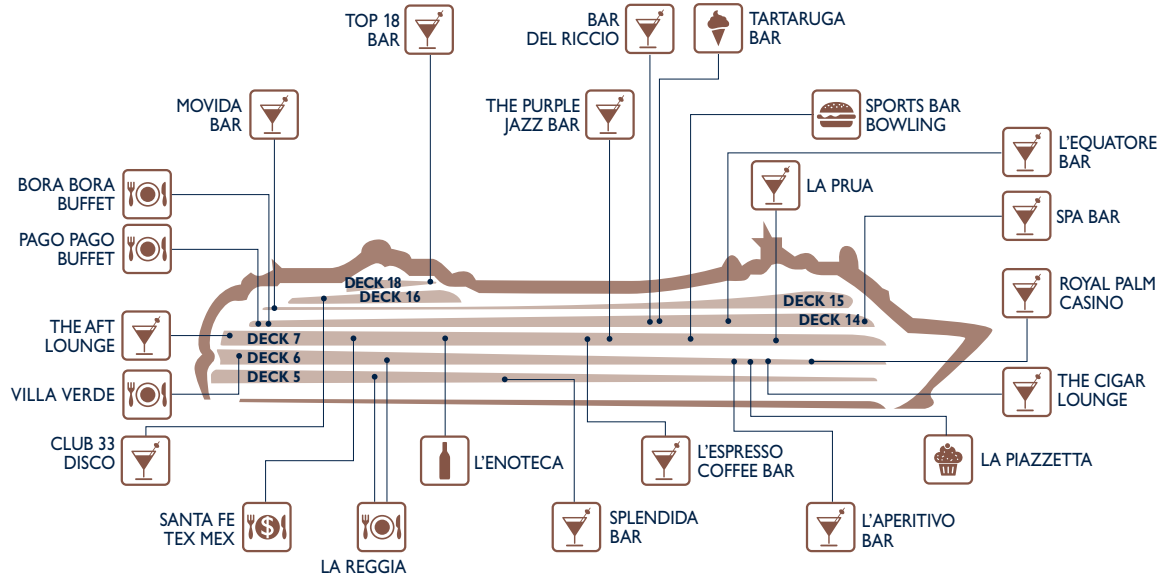 TOP 18
BAR
BAR
DEL RICCIO
TARTARUGA
BAR
MOVIDA
BAR
THE PURPLE
JAZZ BAR
SPORTS BAR
BOWLING
L'EQUATORE
BAR
BORA BORA
BUFFET
LA PRUA
SPA BAR
PAGO PAGO
BUFFET
ROYAL PALM
CASINO
DECK 18
DECK 16
DECK 15
DECK 14
THE AFT
LOUNGE
DECK 7
DECK 6
DECK 5
VILLA VERDE
THE CIGAR
LOUNGE
CLUB 33
DISCO
L'ENOTECA
L'ESPRESSO
COFFEE BAR
LA PIAZZETTA
SANTA FE
TEX MEX
$
LA REGGIA
SPLENDIDA
BAR
L'APERITIVO
BAR